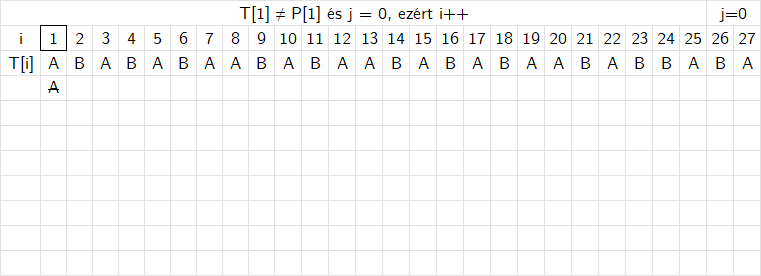 T[1] ≠ P[1] és j = 0, ezért i++ j=0
i 1 2 3 4 5 6 7 8 9 10 11 12 13 14 15 16 17 18 19 20 21 22 23 24 25 26 27
T[i] A B A B A B A A B A B A A B A B A B A A B A B B A B A
A